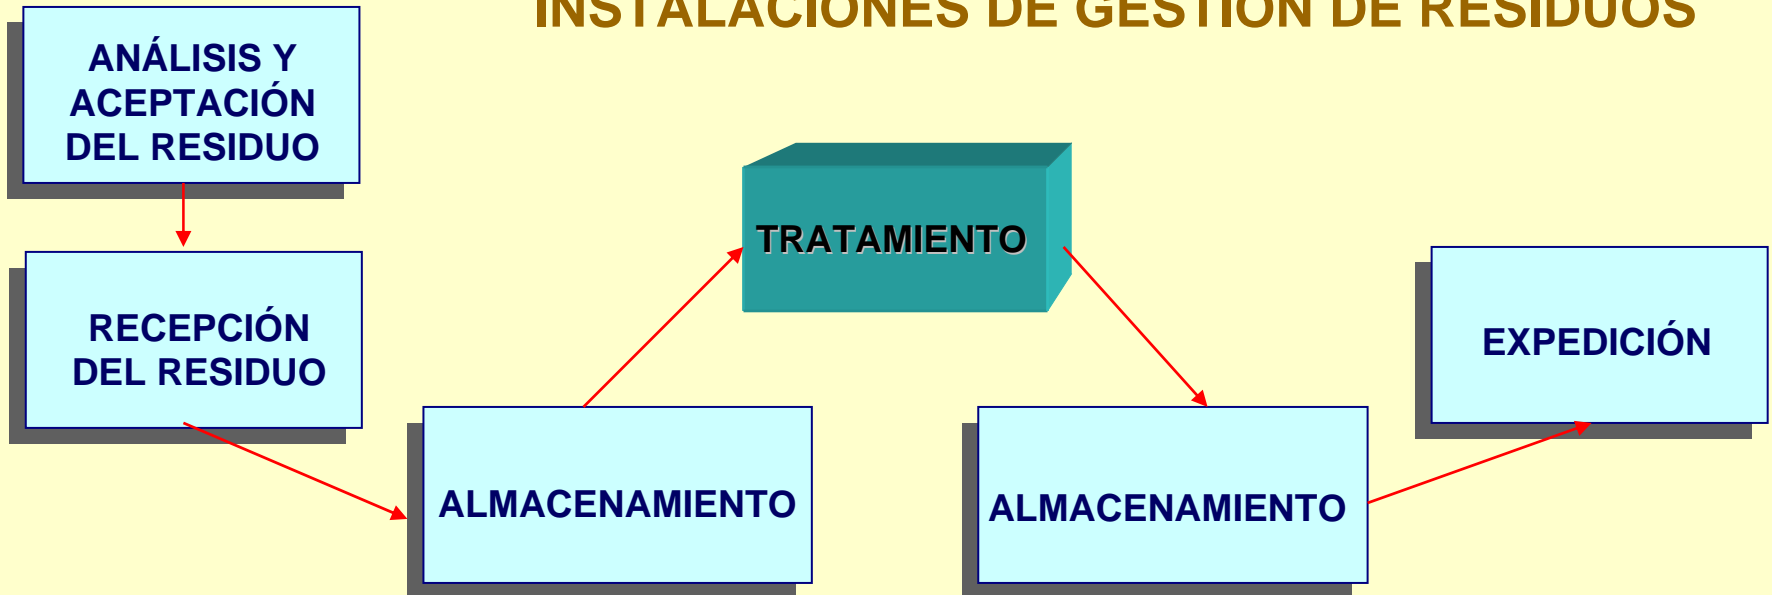 INSTALACIONES DE GESTIÓN DE RESIDUOS
ANÁLISIS Y
ACEPTACIÓN
DEL RESIDUO
RECEPCIÓN
DEL RESIDUO
ALMACENAMIENTO
TRATAMIENTO
ALMACENAMIENTO
EXPEDICIÓN